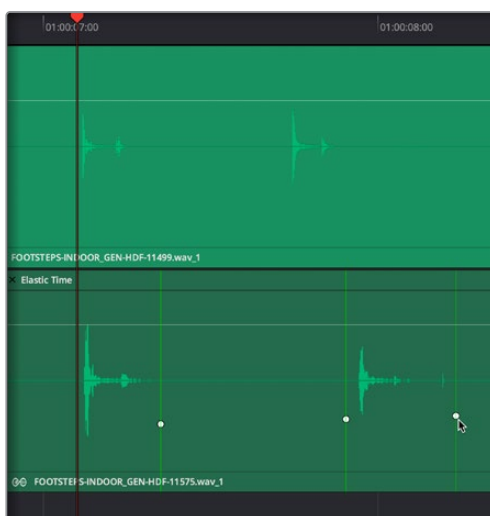 01:00:07:00
01:00:08:00
FOOTSTEPS-INDOOR_GEN-HDF-11499.wav_1
× Elastic Time
FOOTSTEPS-INDOOR_GEN-HDF-11575.wav_1